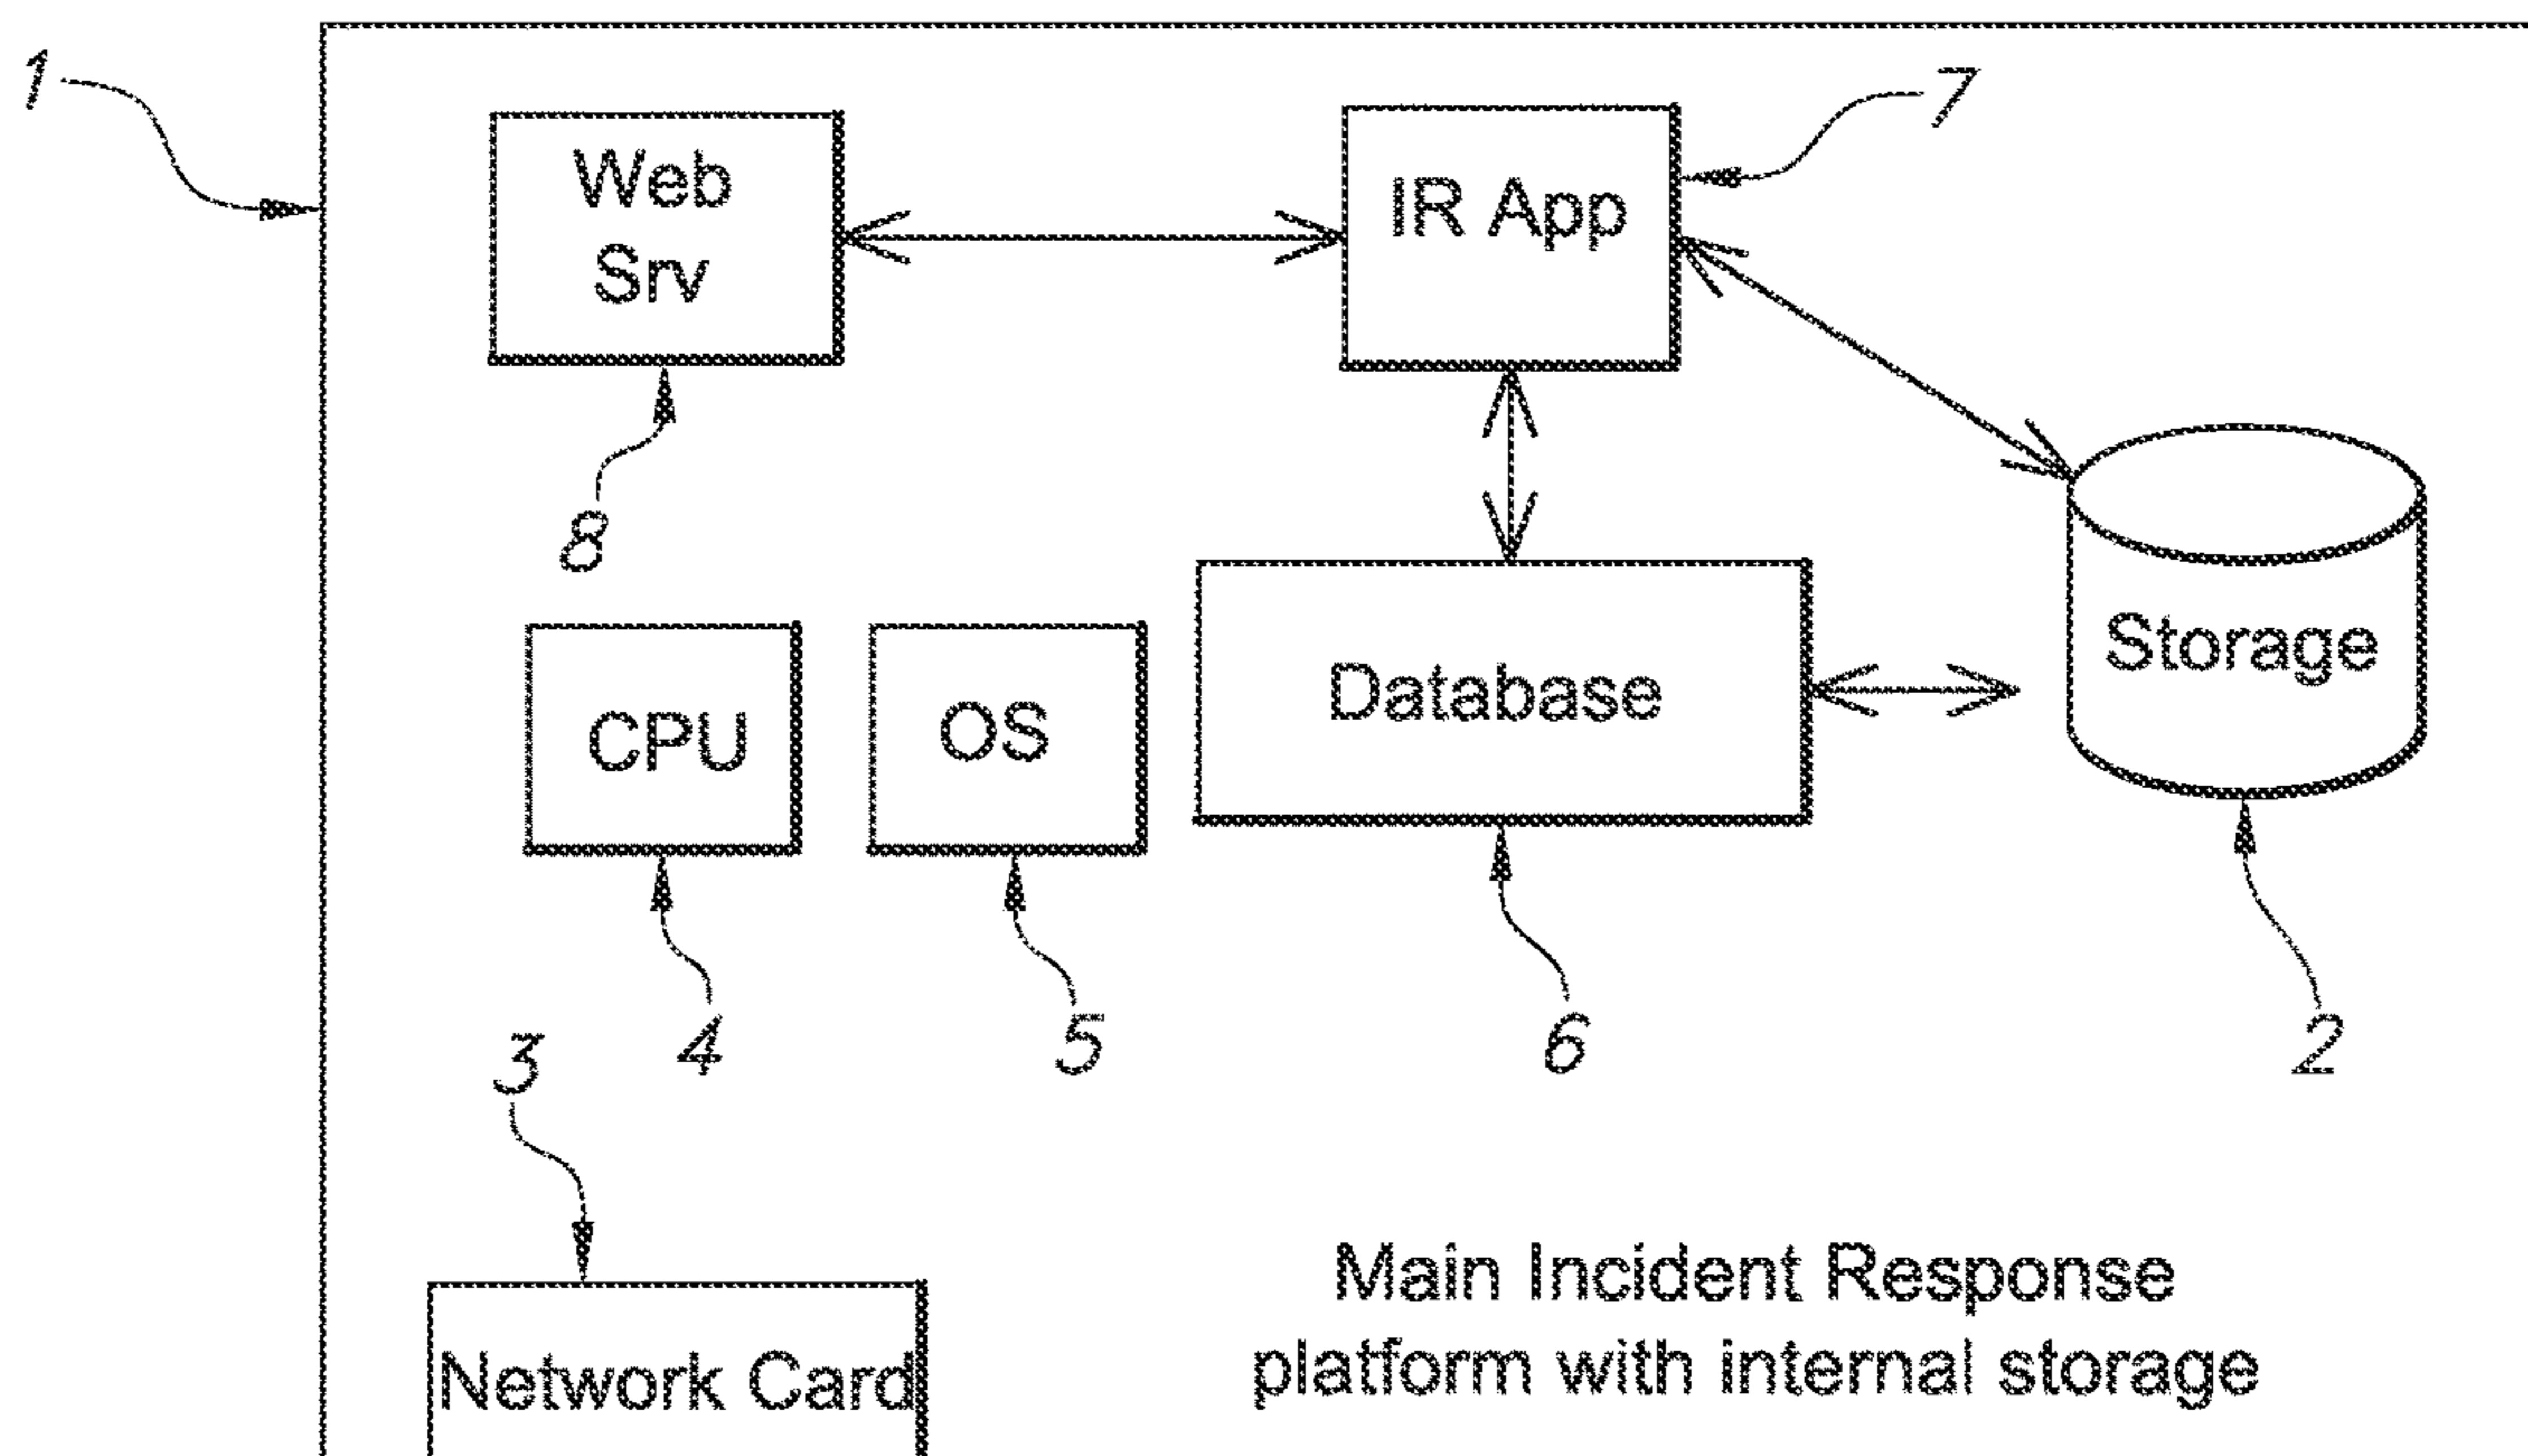 1
7
Web
Srv
IR App
8
Storage
Database
CPU
OS
4
5
6
2
3
Main Incident Response
platform with internal storage
Network Card